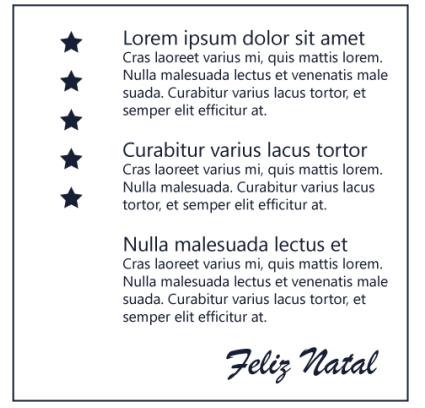 Lorem ipsum dolor sit amet
Cras laoreet varius mi, quis mattis lorem.
Nulla malesuada lectus et venenatis male
suada. Curabitur varius lacus tortor, et
semper elit efficitur at.
Curabitur varius lacus tortor
Cras laoreet varius mi, quis mattis lorem.
Nulla malesuada. Curabitur varius lacus
tortor, et semper elit efficitur at.
Nulla malesuada lectus et
Cras laoreet varius mi, quis mattis lorem.
Nulla malesuada lectus et venenatis male
suada. Curabitur varius lacus tortor, et
semper elit efficitur at.
Feliz Natal